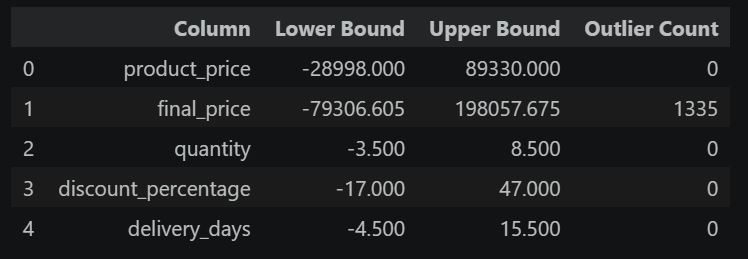 Column Lower Bound Upper Bound Outlier Count
0 product_price -28998.000 89330.000 0
1 final_price -79306.605 198057.675 1335
2 quantity -3.500 8.500 0
3 discount_percentage -17.000 47.000 0
4 delivery_days -4.500 15.500 0